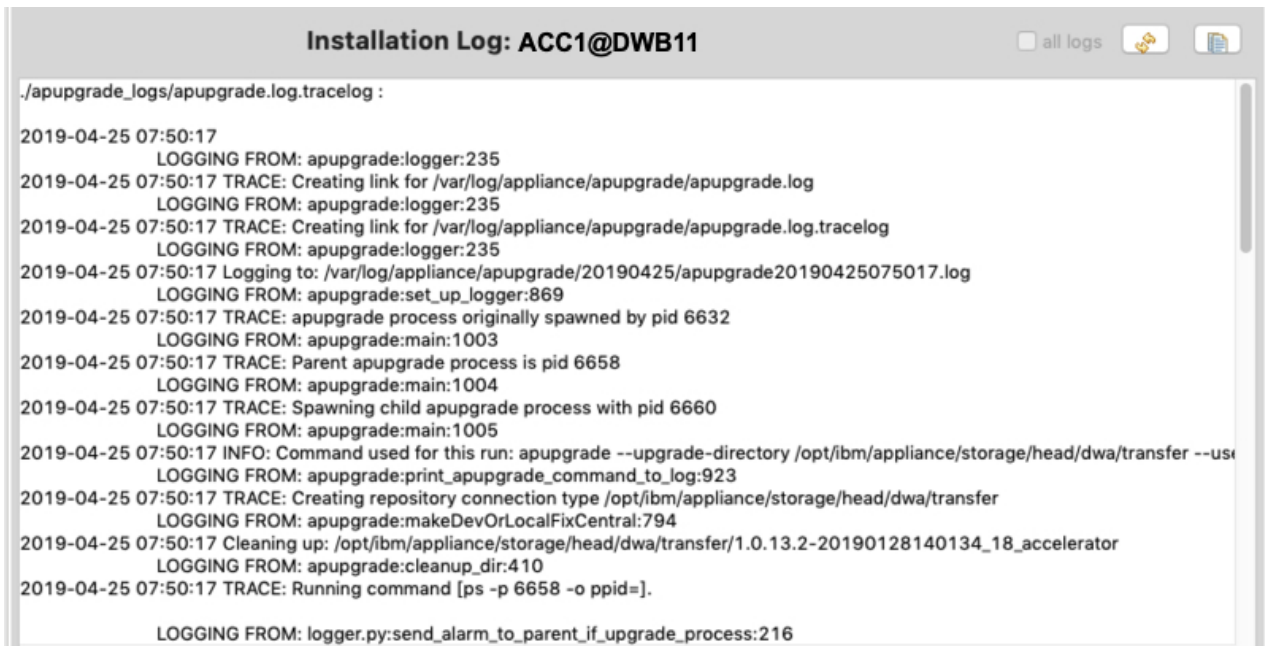 Installation Log: ACC1@DWB11
all logs
./apupgrade_logs/apupgrade.log.tracelog :
2019-04-25 07:50:17
LOGGING FROM: apupgrade:logger:235
2019-04-25 07:50:17 TRACE: Creating link for /var/log/appliance/apupgrade/apupgrade.log
LOGGING FROM: apupgrade:logger:235
2019-04-25 07:50:17 TRACE: Creating link for /var/log/appliance/apupgrade/apupgrade.log.tracelog
LOGGING FROM: apupgrade:logger:235
2019-04-25 07:50:17 Logging to: /var/log/appliance/apupgrade/20190425/apupgrade20190425075017.log
LOGGING FROM: apupgrade:set_up_logger:869
2019-04-25 07:50:17 TRACE: apupgrade process originally spawned by pid 6632
LOGGING FROM: apupgrade:main:1003
2019-04-25 07:50:17 TRACE: Parent apupgrade process is pid 6658
LOGGING FROM: apupgrade:main:1004
2019-04-25 07:50:17 TRACE: Spawning child apupgrade process with pid 6660
LOGGING FROM: apupgrade:main:1005
2019-04-25 07:50:17 INFO: Command used for this run: apupgrade --upgrade-directory /opt/ibm/appliance/storage/head/dwa/transfer --use
LOGGING FROM: apupgrade:print_apupgrade_command_to_log:923
2019-04-25 07:50:17 TRACE: Creating repository connection type /opt/ibm/appliance/storage/head/dwa/transfer
LOGGING FROM: apupgrade:makeDevOrLocalFixCentral:794
2019-04-25 07:50:17 Cleaning up: /opt/ibm/appliance/storage/head/dwa/transfer/1.0.13.2-20190128140134_18_accelerator
LOGGING FROM: apupgrade:cleanup_dir:410
2019-04-25 07:50:17 TRACE: Running command [ps -p 6658 -o ppid=].
LOGGING FROM: logger.py:send_alarm_to_parent_if_upgrade_process:216